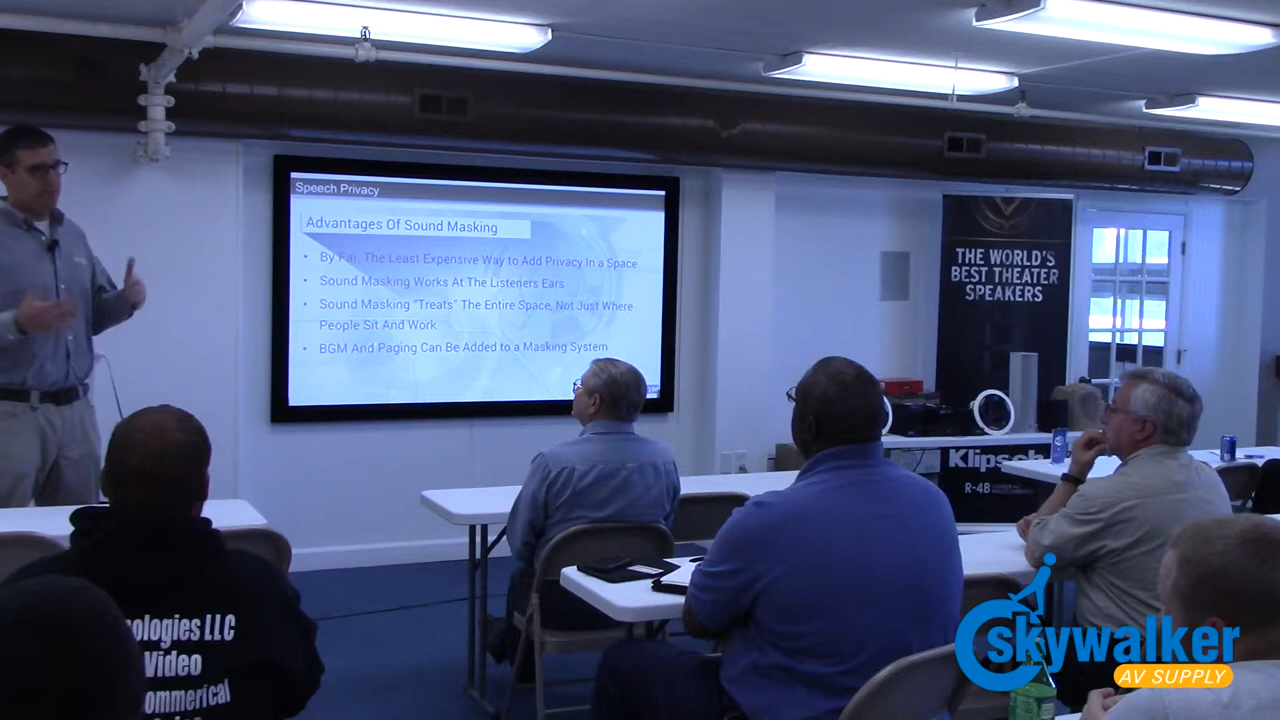 Speech Privacy
Advantages Of Sound Masking
• By Far, The Least Expensive Way to Add Privacy In a Space
• Sound Masking Works At The Listeners Ears
• Sound Masking "Treats" The Entire Space, Not Just Where
People Sit And Work
• BGM And Paging Can Be Added to a Masking System
THE WORLD'S
BEST THEATER
SPEAKERS
Klipsch
R-4B
ologies LLC
Video
ommerical
skywalker
AV SUPPLY